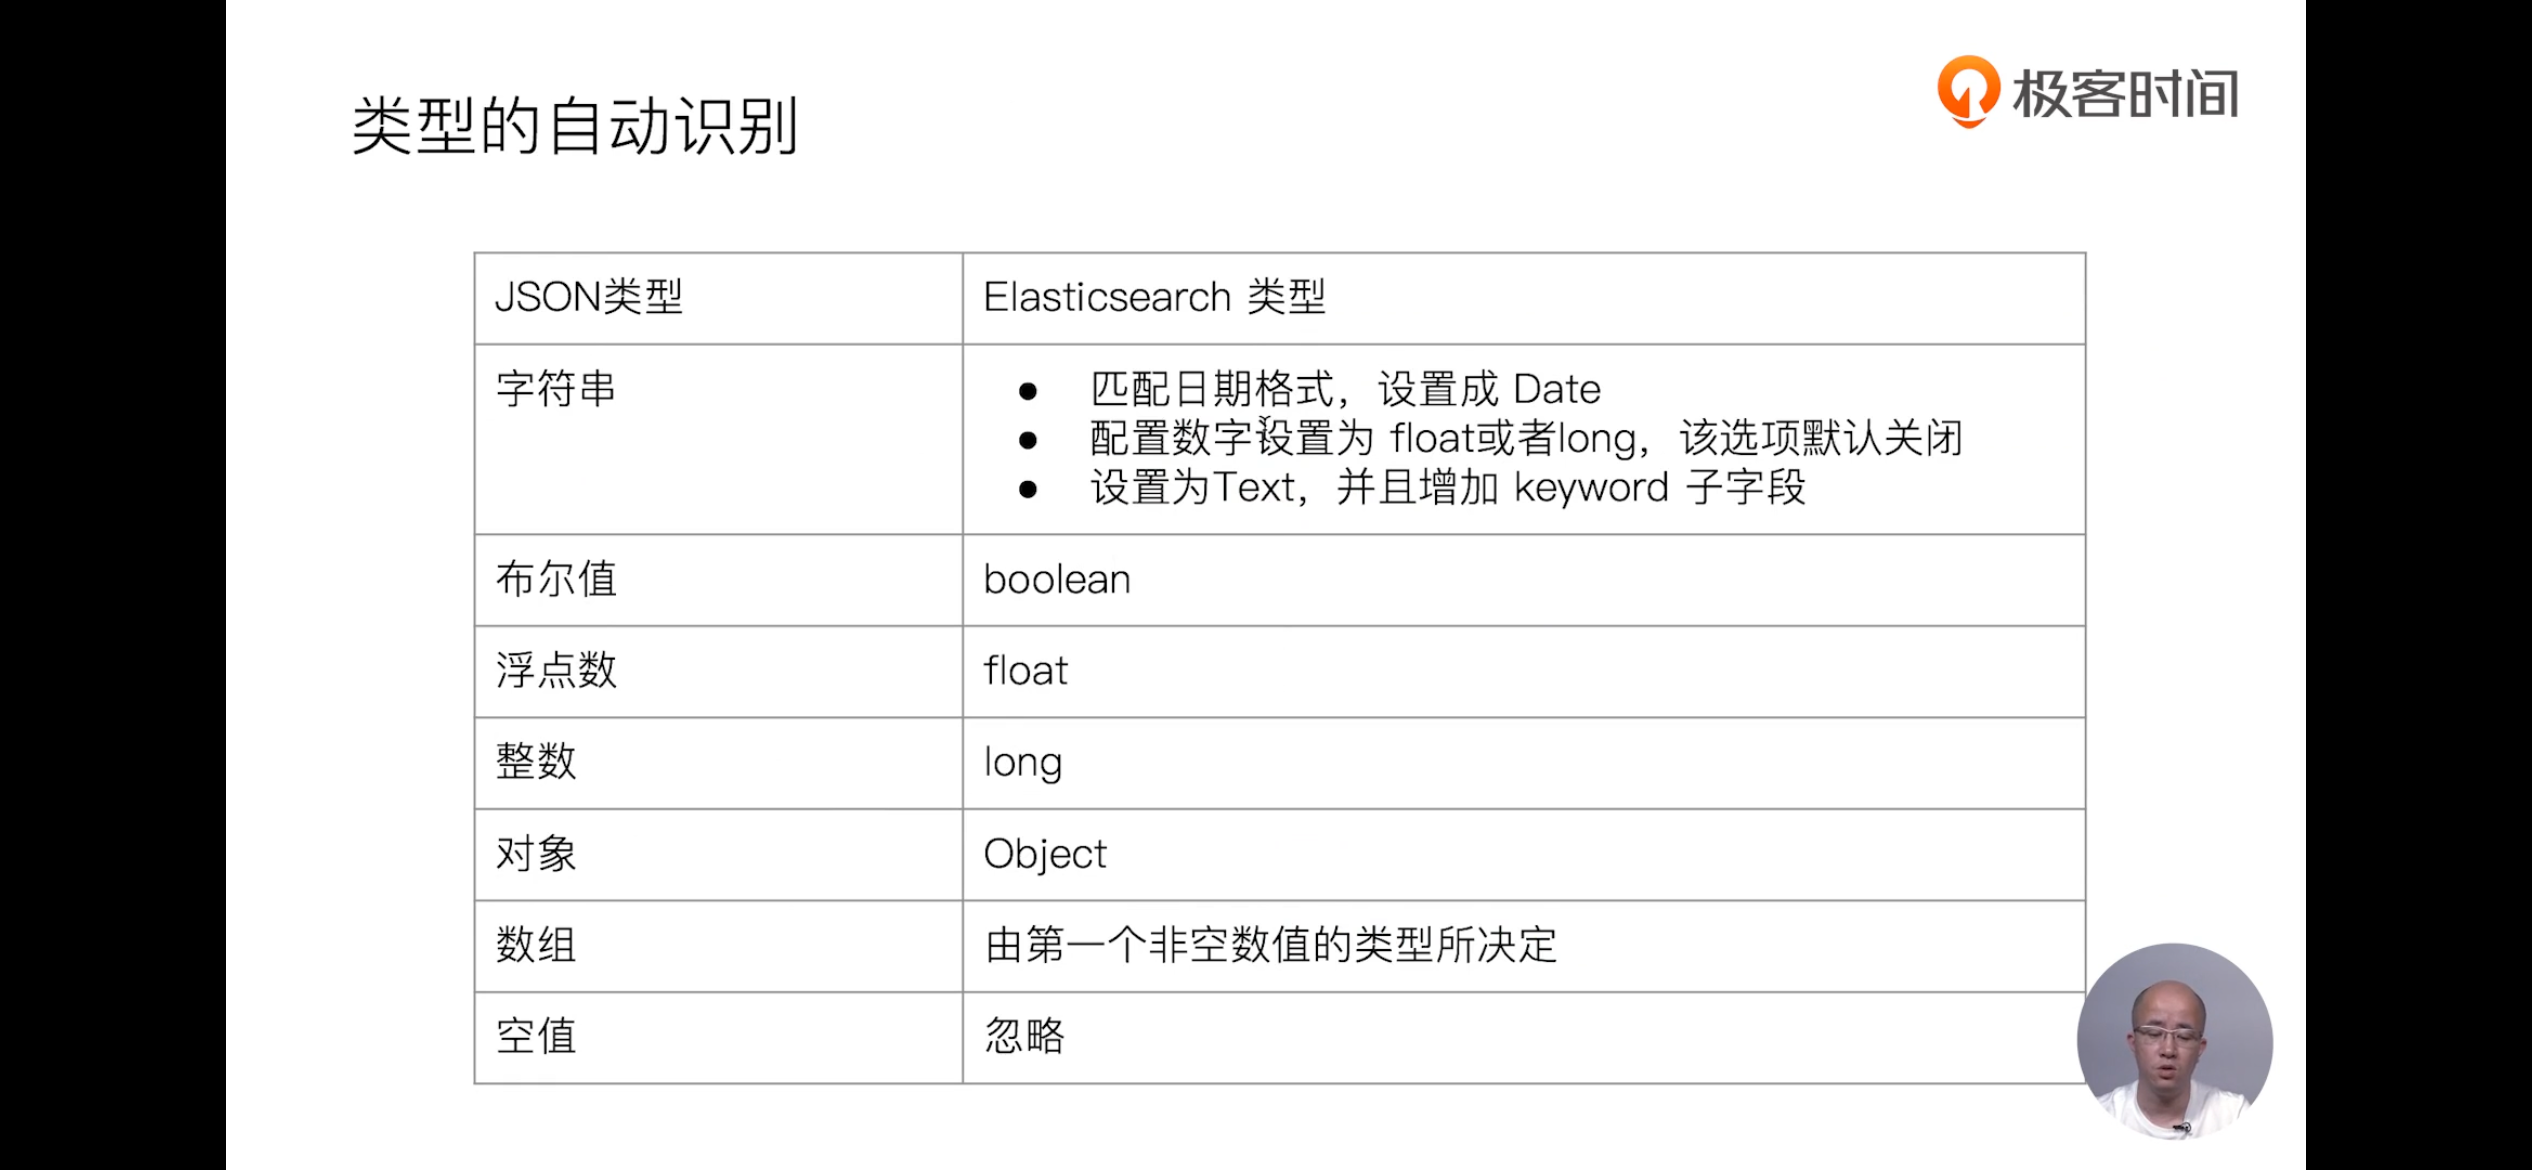 极客时间
类型的自动识别
JSON类型
Elasticsearch 类型
字符串
● 匹配日期格式，设置成 Date
● 配置数字设置为 float或者long，该选项默认关闭
● 设置为Text，并且增加 keyword 子字段
布尔值
boolean
浮点数
float
整数
long
对象
Object
数组
由第一个非空数值的类型所决定
空值
忽略